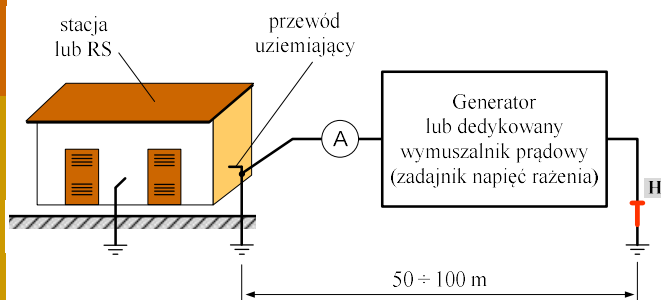 stacja
lub RS
przewód
uziemiający
A
Generator
lub dedykowany
wymuszalnik prądowy
(zadajnik napięć rażenia)
H
50 ÷ 100 m